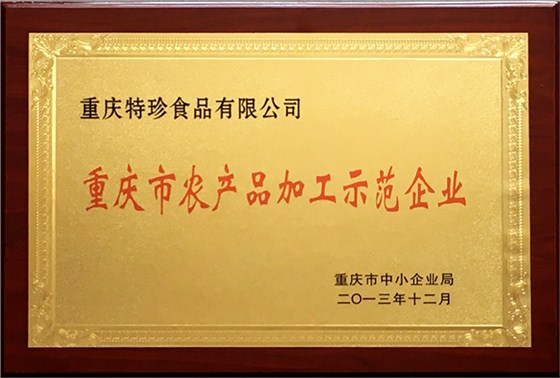 重庆特珍食品有限公司
重庆市农产品加工示范企业
重庆市中小企业局
二〇一三年十二月